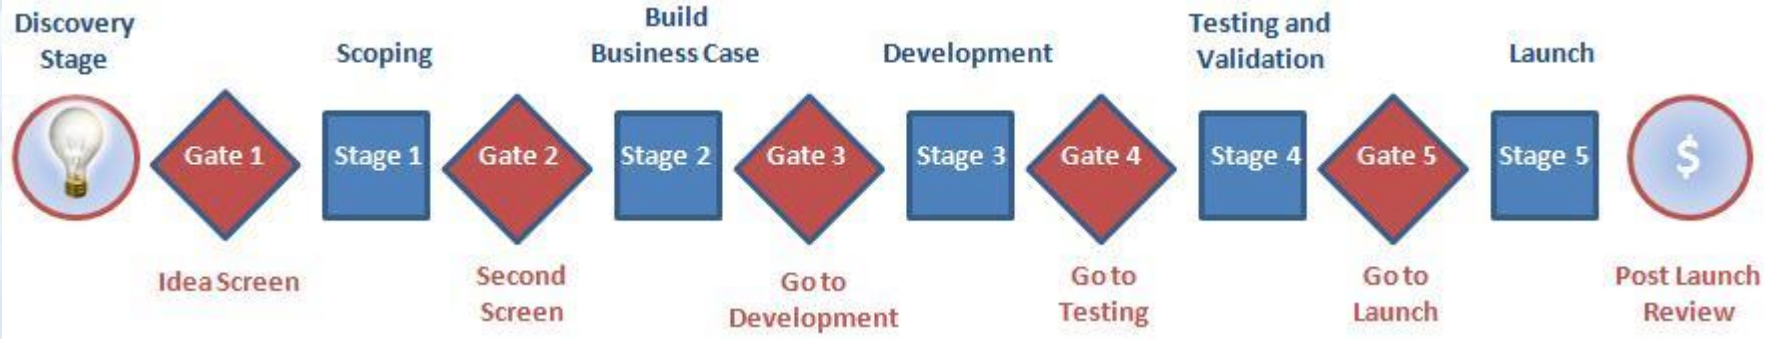 Discovery
Stage
Scoping
Build
Business Case
Development
Testing and
Validation
Launch
Gate 1
Stage 1
Gate 2
Stage 2
Gate 3
Stage 3
Gate 4
Stage 4
Gate 5
Stage 5
$
Idea Screen
Second
Screen
Go to
Development
Go to
Testing
Go to
Launch
Post Launch
Review